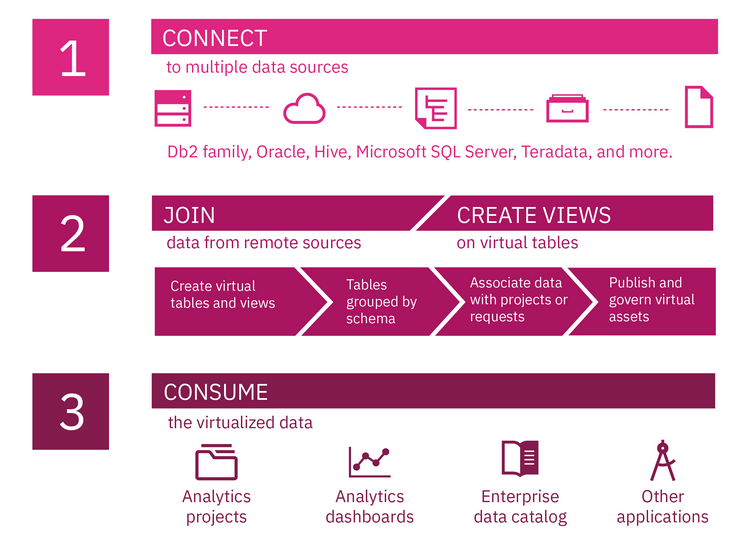 1
CONNECT
to multiple data sources
Db2 family, Oracle, Hive, Microsoft SQL Server, Teradata, and more.
2
JOIN
data from remote sources
CREATE VIEWS
on virtual tables
Create virtual
tables and views
Tables
grouped by
schema
Associate data
with projects or
requests
Publish and
govern virtual
assets
3
CONSUME
the virtualized data
Analytics
projects
Analytics
dashboards
Enterprise
data catalog
Other
applications